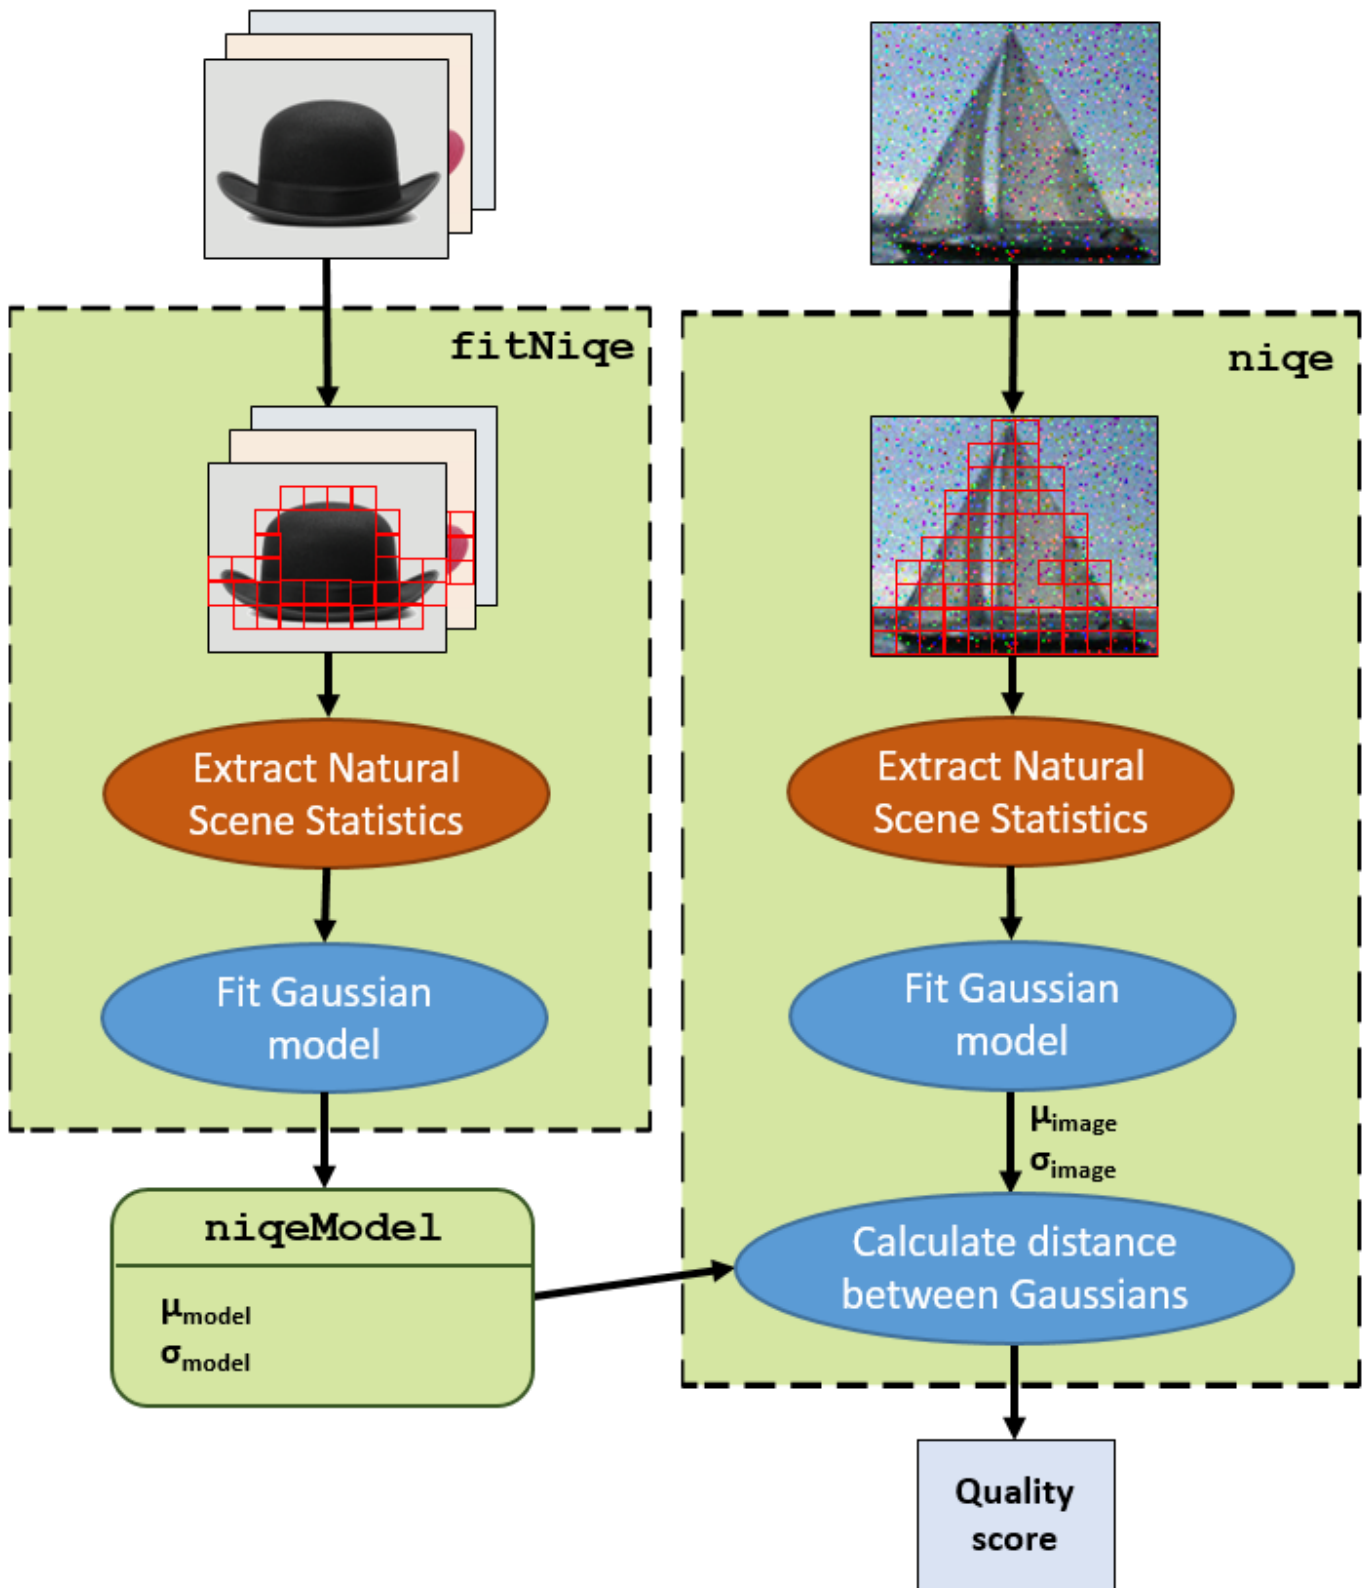 fitNiqe
Extract Natural
Scene Statistics
Fit Gaussian
model
niqeModel
μmodel
σmodel
niqe
Extract Natural
Scene Statistics
Fit Gaussian
model
μimage
σimage
Calculate distance
between Gaussians
Quality
score